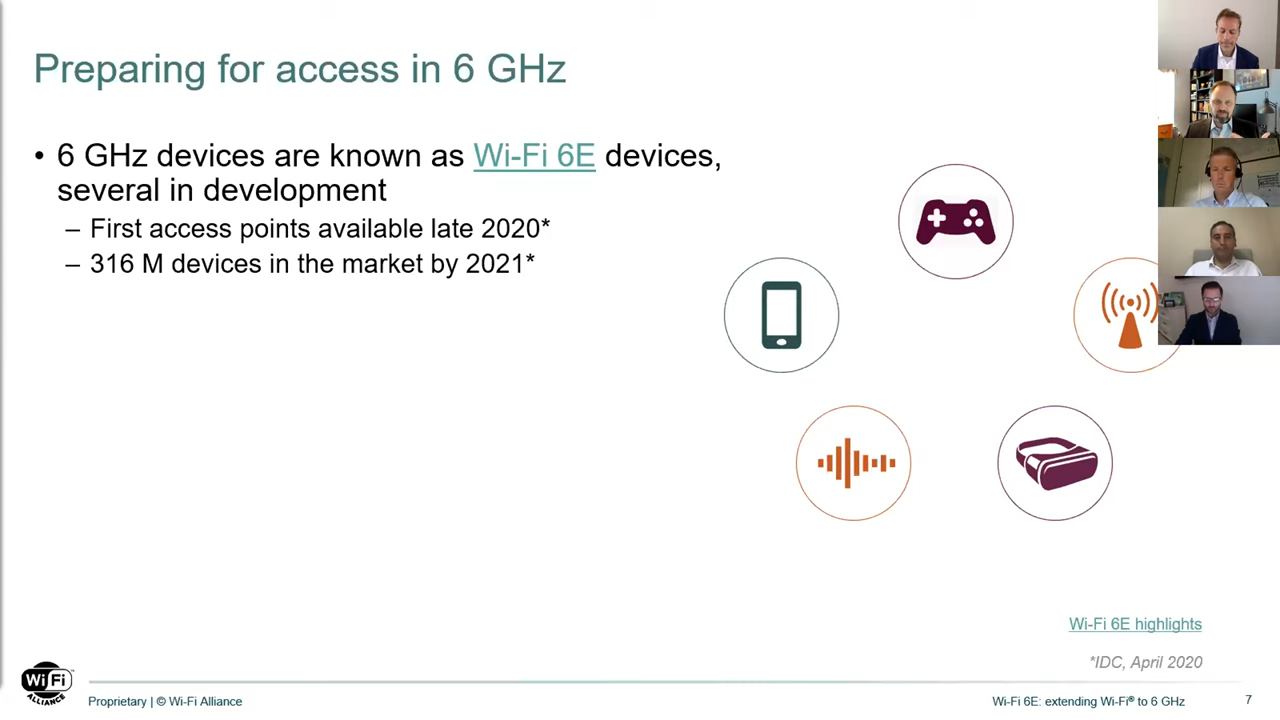 Preparing for access in 6 GHz
• 6 GHz devices are known as Wi-Fi 6E devices,
several in development
– First access points available late 2020*
– 316 M devices in the market by 2021*
Wi-Fi 6E highlights
*IDC, April 2020
Wi Fi
ALLIANCE
Proprietary | © Wi-Fi Alliance
Wi-Fi 6E: extending Wi-Fi® to 6 GHz
7